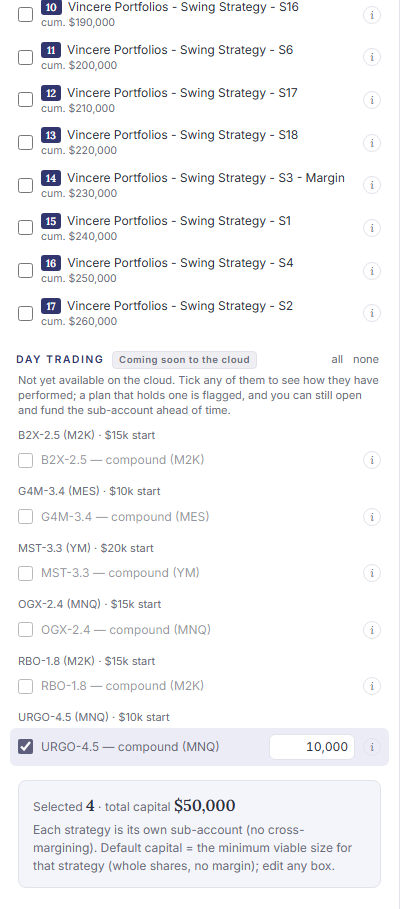 10 Vincere Portfolios - Swing Strategy - S16
cum. $190,000
11 Vincere Portfolios - Swing Strategy - S6
cum. $200,000
12 Vincere Portfolios - Swing Strategy - S17
cum. $210,000
13 Vincere Portfolios - Swing Strategy - S18
cum. $220,000
14 Vincere Portfolios - Swing Strategy - S3 - Margin
cum. $230,000
15 Vincere Portfolios - Swing Strategy - S1
cum. $240,000
16 Vincere Portfolios - Swing Strategy - S4
cum. $250,000
17 Vincere Portfolios - Swing Strategy - S2
cum. $260,000
DAY TRADING Coming soon to the cloud all none
Not yet available on the cloud. Tick any of them to see how they have
performed; a plan that holds one is flagged, and you can still open
and fund the sub-account ahead of time.
B2X-2.5 (M2K) · $15k start
B2X-2.5 — compound (M2K)
G4M-3.4 (MES) · $10k start
G4M-3.4 — compound (MES)
MST-3.3 (YM) · $20k start
MST-3.3 — compound (YM)
OGX-2.4 (MNQ) · $15k start
OGX-2.4 — compound (MNQ)
RBO-1.8 (M2K) · $15k start
RBO-1.8 — compound (M2K)
URGO-4.5 (MNQ) · $10k start
URGO-4.5 — compound (MNQ) 10,000
Selected 4 · total capital $50,000
Each strategy is its own sub-account (no cross-
margining). Default capital = the minimum viable size for
that strategy (whole shares, no margin); edit any box.